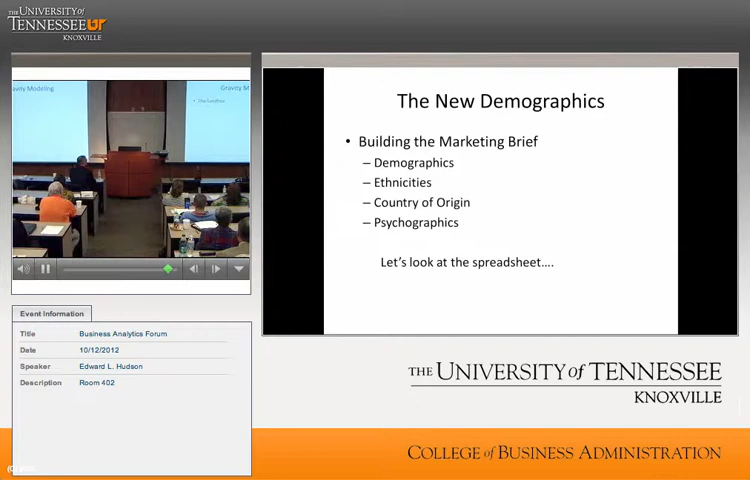 THE UNIVERSITY of
TENNESSEE UT
KNOXVILLE
avity Modeling
Gravity M
The New Demographics
• Building the Marketing Brief
– Demographics
– Ethnicities
– Country of Origin
– Psychographics
Let's look at the spreadsheet....
Event Information
Title Business Analytics Forum
Date 10/12/2012
Speaker Edward L. Hudson
Description Room 402
THE UNIVERSITY of TENNESSEE
KNOXVILLE
COLLEGE of BUSINESS ADMINISTRATION